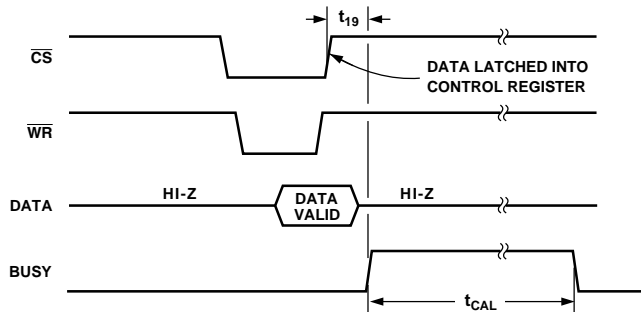 t19
CS
DATA LATCHED INTO
CONTROL REGISTER
WR
HI-Z
DATA
VALID
HI-Z
DATA
BUSY
tCAL